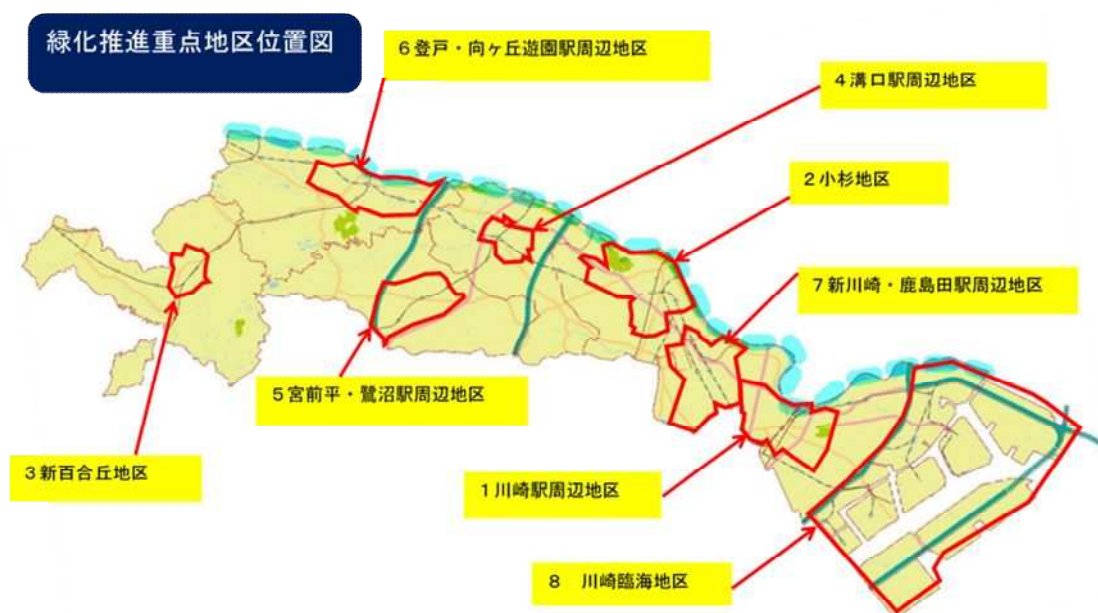 緑化推進重点地区位置図
6登戸・向ヶ丘遊園駅周辺地区
4溝口駅周辺地区
2小杉地区
7新川崎・鹿島田駅周辺地区
5宮前平・鷺沼駅周辺地区
3新百合丘地区
1川崎駅周辺地区
8 川崎臨海地区